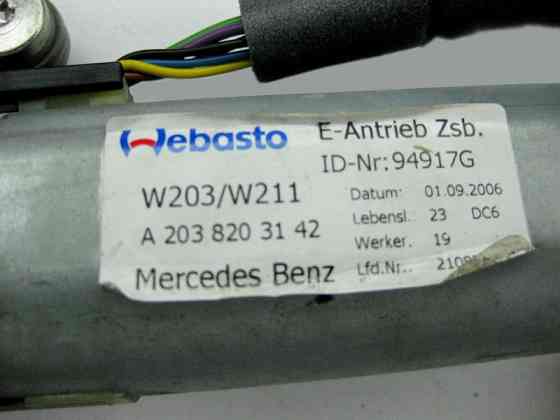 Webasto E-Antrieb Zsb.
ID-Nr: 94917G
W203/W211
Datum: 01.09.2006
A 203 820 31 42
Lebensl. 23 DC6
Werker. 19
Mercedes Benz
Lfd.Nr..